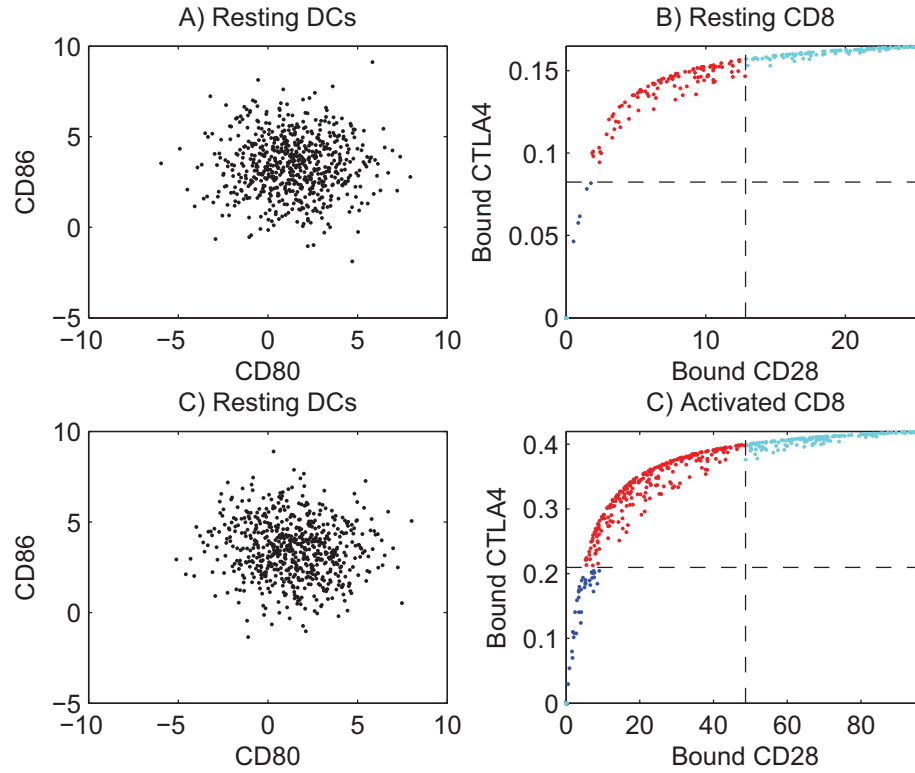 A) Resting DCs
CD86
10
5
0
−5
−10
−5
0
5
10
CD80
B) Resting CD8
Bound CTLA4
0.15
0.1
0.05
0
0
10
20
Bound CD28
C) Resting DCs
CD86
10
5
0
−5
−10
−5
0
5
10
CD80
C) Activated CD8
Bound CTLA4
0.4
0.3
0.2
0.1
0
0
20
40
60
80
Bound CD28